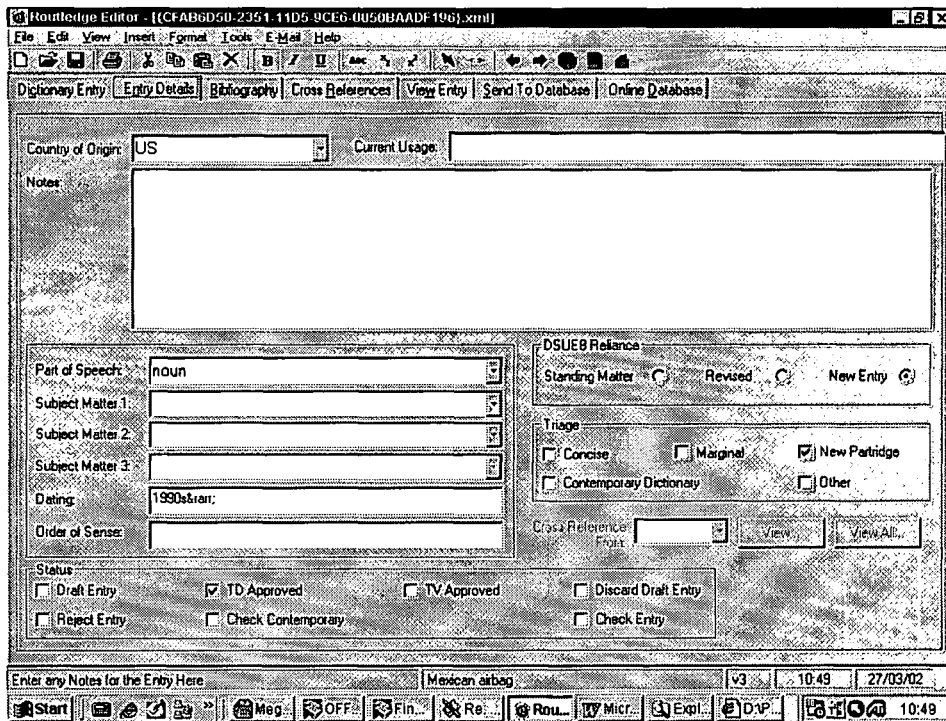 Routledge Editor - [{CFAB6D50-2351-11D5-9CE6-0050BAADF196}.xml]
File Edit View Insert Format Tools E-Mail Help
B I U
Dictionary Entry Entry Details Bibliography Cross References View Entry Send To Database Online Database
Country of Origin: US Current Usage:
Notes:
DSUE8 Reliance
Part of Speech: noun Standing Matter Revised New Entry
Subject Matter 1:
Subject Matter 2: Triage
Concise Marginal New Partridge
Subject Matter 3:
Contemporary Dictionary Other
Dating: 1990s&rarr;
Order of Sense: Cross Reference From: View... View All...
Status
Draft Entry TD Approved TV Approved Discard Draft Entry
Reject Entry Check Contemporary Check Entry
Enter any Notes for the Entry Here Mexican airbag v3 10:49 27/03/02
Start Meg... OFF... Fin... Re... Rou... Micr... Expl... D:\P... 10:49